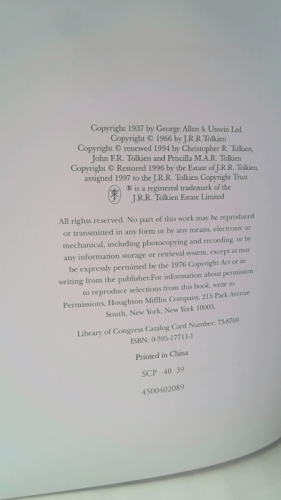 Copyright 1937 by George Allen & Unwin Ltd.
Copyright © 1966 by J.R.R.Tolkien
Copyright © renewed 1994 by Christopher R. Tolkien,
John F.R. Tolkien and Priscilla M.A.R. Tolkien
Copyright © Restored 1996 by the Estate of J.R.R. Tolkien,
assigned 1997 to the J.R.R. Tolkien Copyright Trust
® is a registered trademark of the
J.R.R. Tolkien Estate Limited
All rights reserved. No part of this work may be reproduced
or transmitted in any form or by any means, electronic or
mechanical, including photocopying and recording, or by
any information storage or retrieval system, except as may
be expressly permitted by the 1976 Copyright Act or in
writing from the publisher.For information about permission
to reproduce selections from this book, write to
Permissions, Houghton Mifflin Company, 215 Park Avenue
South, New York, New York 10003.
Library of Congress Catalog Card Number: 73-8769
ISBN: 0-395-17711-1
Printed in China
SCP 40 39
4500402089